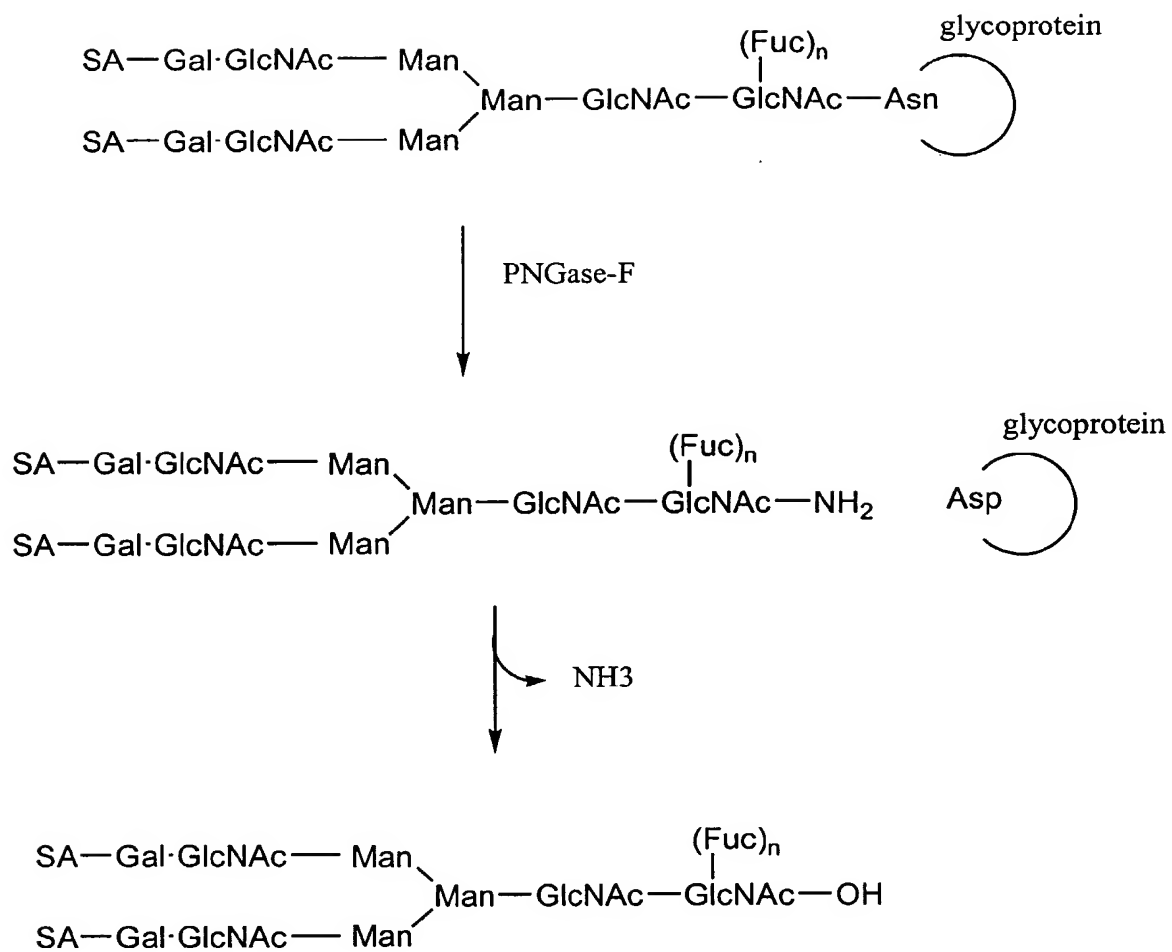 glycoprotein
(Fuc)n
SA—Gal·GlcNAc—Man
Man—GlcNAc—GlcNAc—Asn
SA—Gal·GlcNAc—Man
PNGase-F
glycoprotein
(Fuc)n
SA—Gal·GlcNAc—Man
Man—GlcNAc—GlcNAc—NH2
Asp
SA—Gal·GlcNAc—Man
NH3
(Fuc)n
SA—Gal·GlcNAc—Man
Man—GlcNAc—GlcNAc—OH
SA—Gal·GlcNAc—Man